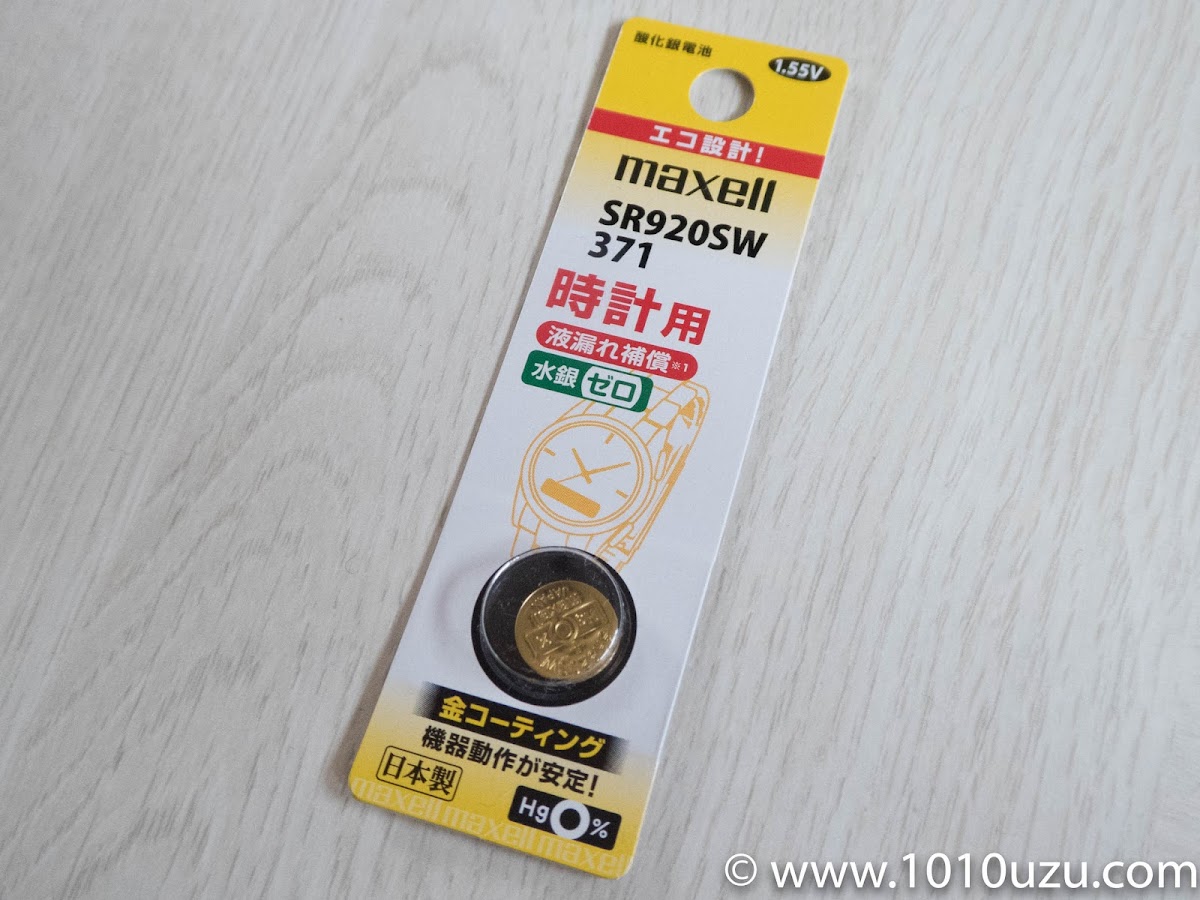 酸化銀電池
1.55V
エコ設計!
maxell
SR920SW
371
時計用
液漏れ補償※1
水銀ゼロ
金コーティング
機器動作が安定!
日本製
Hg0%
maxell maxell maxell
© www.1010uzu.com